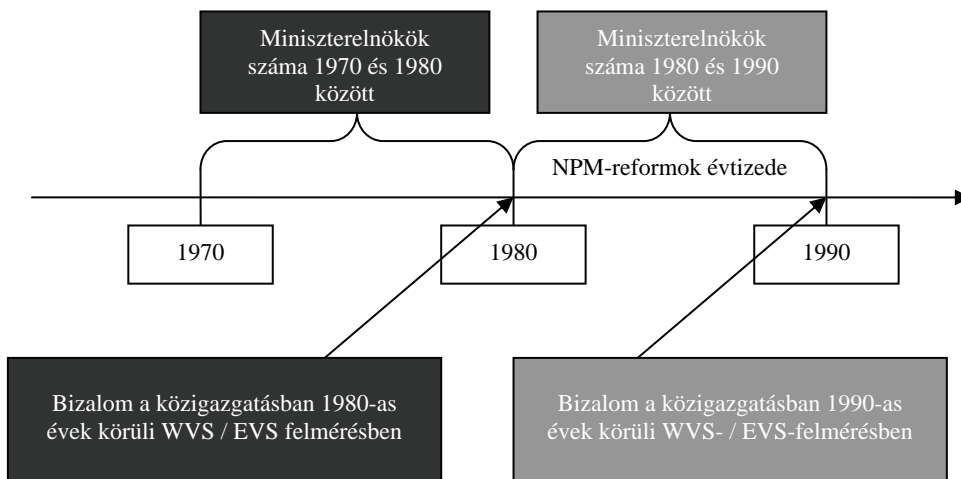 Miniszterelnökök
száma 1970 és 1980
között
Miniszterelnökök
száma 1980 és 1990
között
NPM-reformok évtizede
1970
1980
1990
Bizalom a közigazgatásban 1980-as
évek körüli WVS / EVS felmérésben
Bizalom a közigazgatásban 1990-as
évek körüli WVS- / EVS-felmérésben